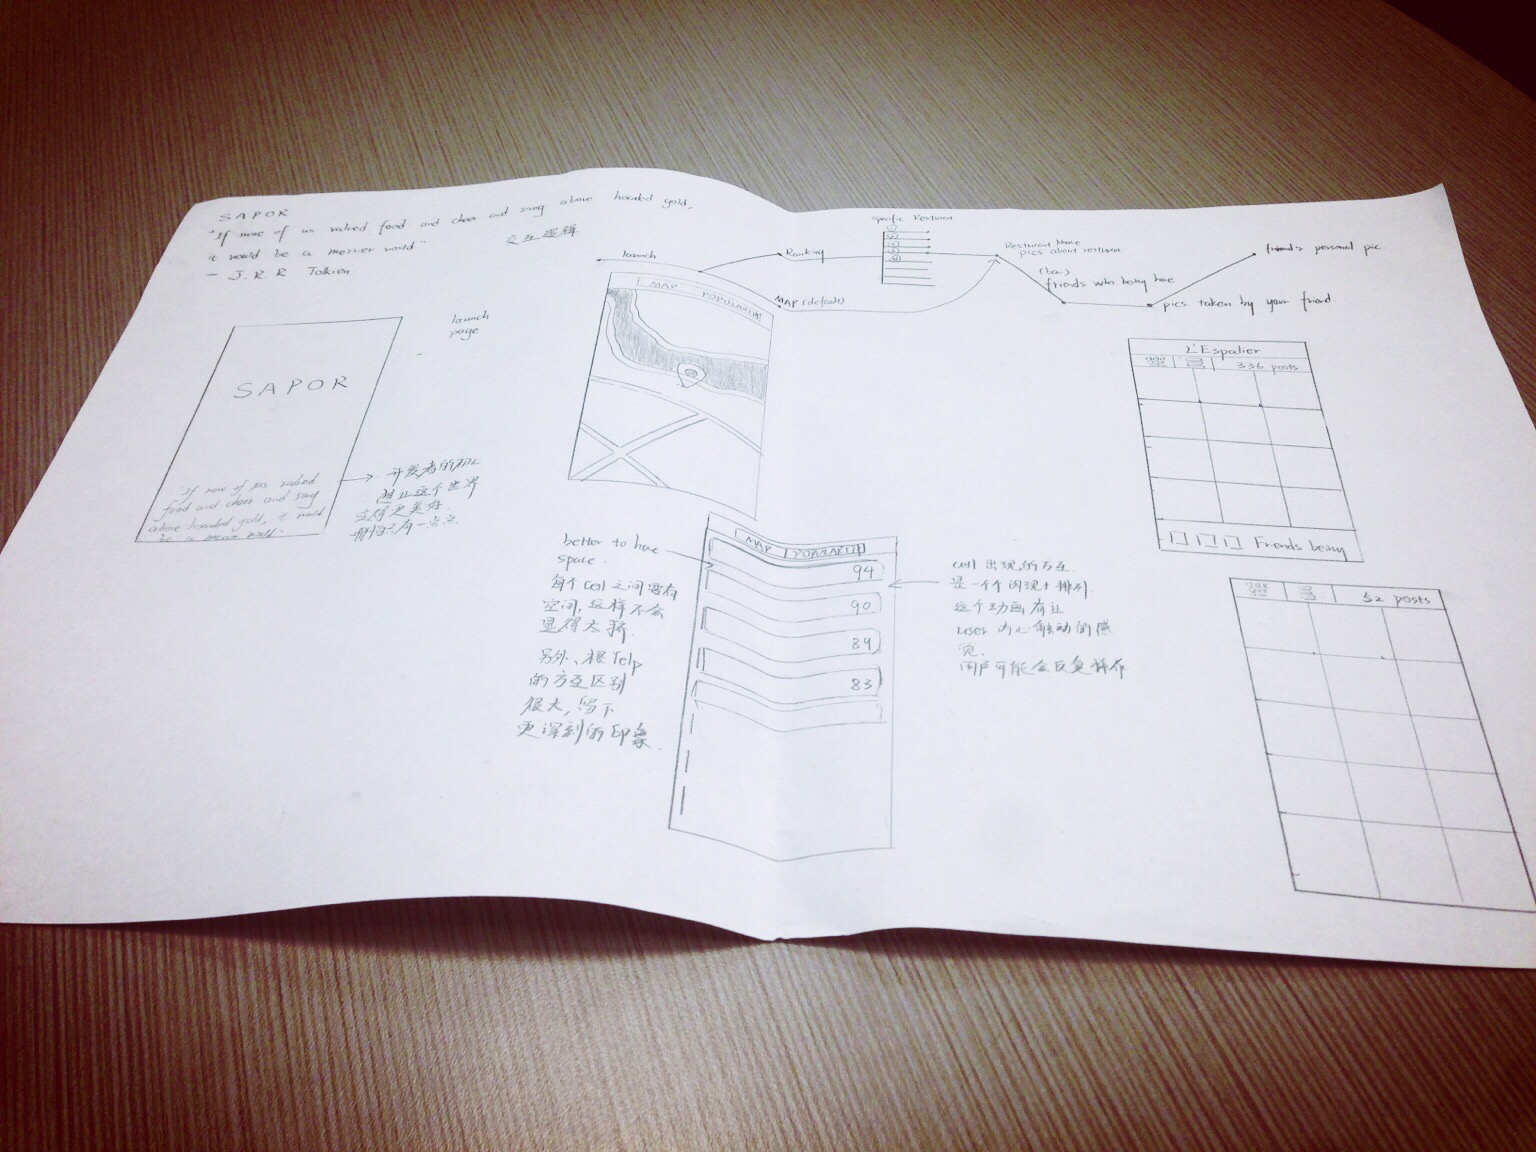 SAPOR
"If more of us valued food and cheer and song above hoarded gold,
it would be a merrier world"
- J.R.R Tolkien
交互逻辑
launch
Ranking
MAP (default)
Specific Restaurant
Restaurant Name
pics about restaurant
(bar)
friends who being here
pics taken by your friend
friend's personal pic
launch
page
SAPOR
If more of us valued
food and cheer and song
above hoarded gold, it would
be a merrier world.
开发者的初心
想让这个世界
变得更美好
哪怕只有一点点
MAP POPULARITY
better to have
space.
每个 cell 之间要有
空间, 这样不会
显得太挤.
另外、跟 Yelp
的方式区别
很大, 留下
更深刻的印象.
MAP POPULARITY
94
90
89
83
cell 出现的方式
是一个个闪现+排列
这个动画有让
user 内心触动的感
觉.
用户可能会反复
L'Espalier
336 posts
Friends being
52 posts